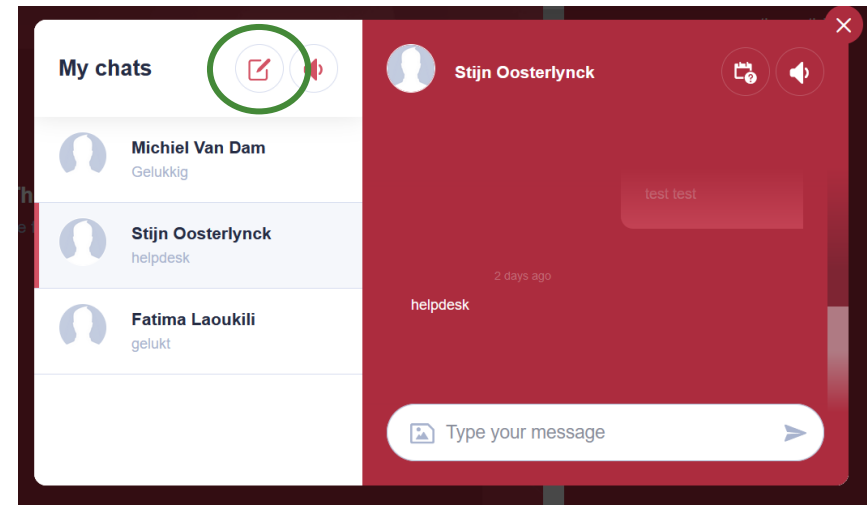 My chats
Michiel Van Dam
Gelukkig
Stijn Oosterlynck
helpdesk
Fatima Laoukili
gelukt
Stijn Oosterlynck
test test
2 days ago
helpdesk
Type your message